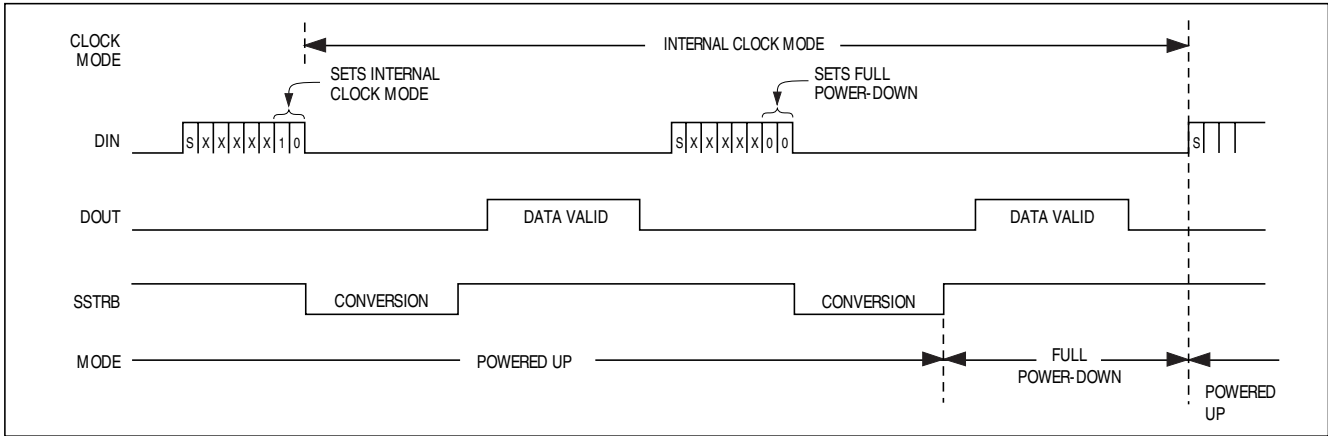 CLOCK
MODE
INTERNAL CLOCK MODE
SETS INTERNAL
CLOCK MODE
SETS FULL
POWER-DOWN
DIN
S X X X X X 1 0
S X X X X X 0 0
S
DOUT
DATA VALID
DATA VALID
SSTRB
CONVERSION
CONVERSION
MODE
POWERED UP
FULL
POWER-DOWN
POWERED
UP